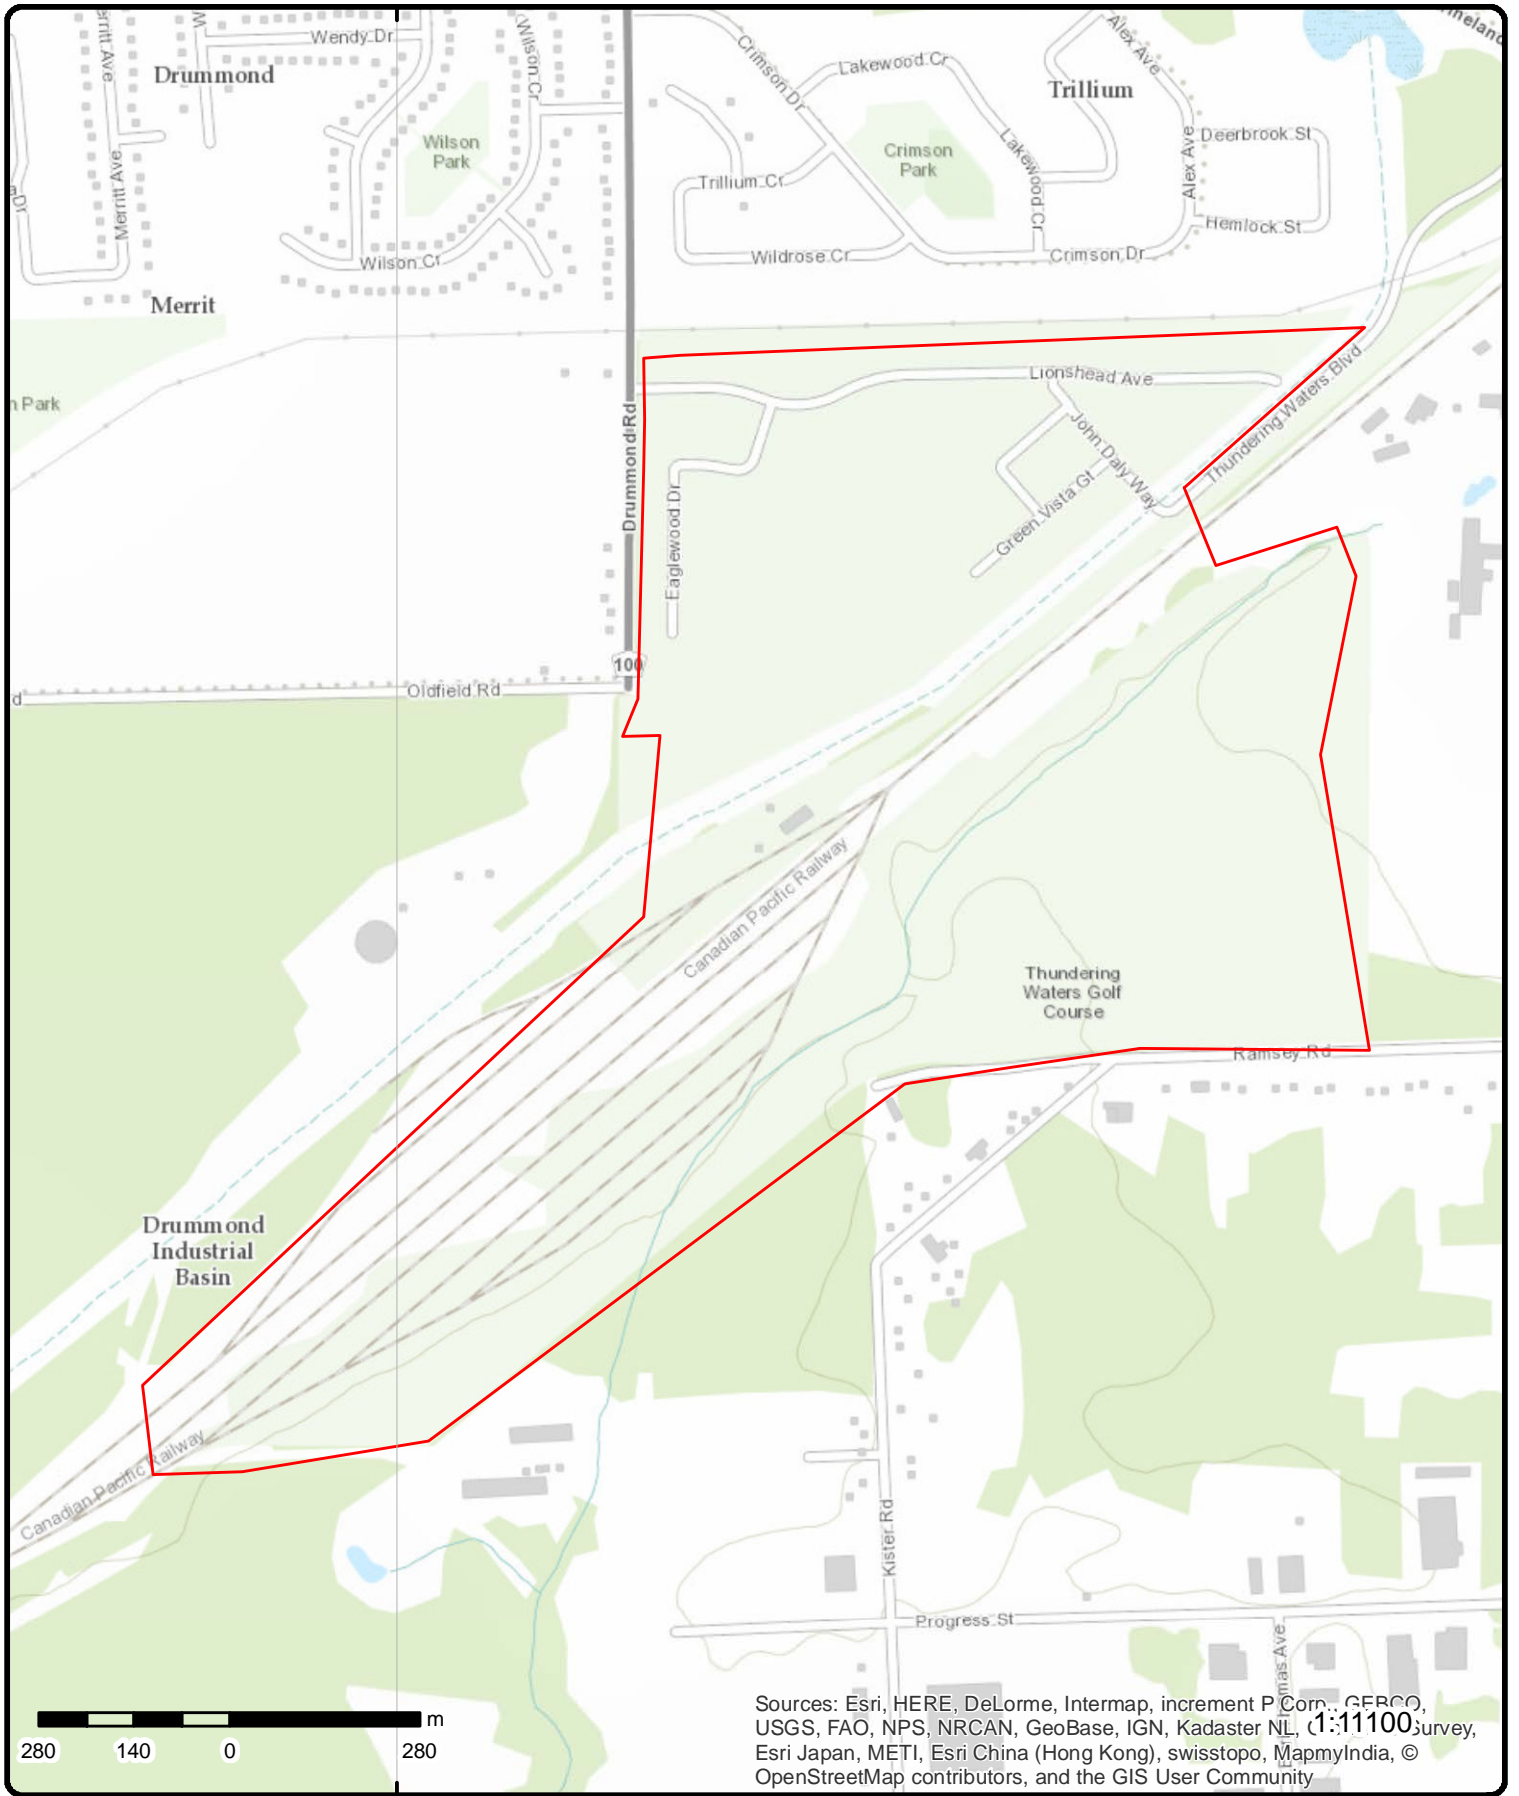 Wendy Dr
Drummond
Merritt Ave
Wilson Cr
Wilson
Park
Wilson Cr
Merrit
Crimson Dr
Lakewood Cr
Trillium
Alex Ave
Crimson
Park
Lakewood Cr
Alex Ave
Deerbrook St
Hemlock St
Trillium Cr
Wildrose Cr
Crimson Dr
n Park
Drummond Rd
Lionshead Ave
Thundering Waters Blvd
John Daly Way
Green Vista Gt
Eaglewood Dr
100
Oldfield Rd
d
Canadian Pacific Railway
Thundering
Waters Golf
Course
Ramsey Rd
Drummond
Industrial
Basin
Canadian Pacific Railway
Kister Rd
Progress St
Sources: Esri, HERE, DeLorme, Intermap, increment P Corp., GEBCO,
USGS, FAO, NPS, NRCAN, GeoBase, IGN, Kadaster NL, Survey,
Esri Japan, METI, Esri China (Hong Kong), swisstopo, MapmyIndia, ©
OpenStreetMap contributors, and the GIS User Community
1:11100
m
280 140 0 280